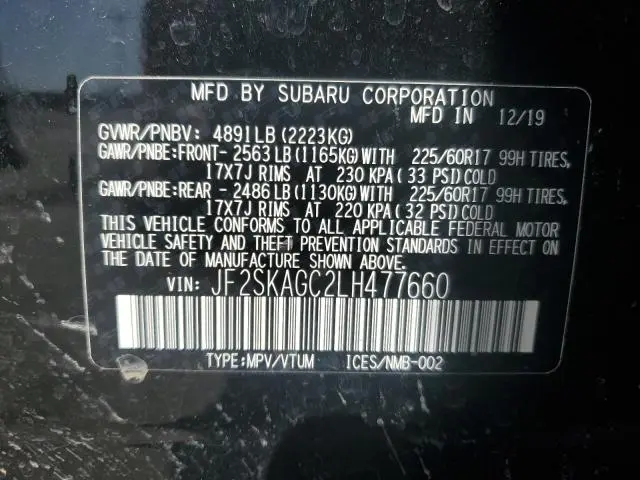 MFD BY SUBARU CORPORATION
MFD IN 12/19
GVWR/PNBV: 4891LB(2223KG)
GAWR/PNBE:FRONT- 2563LB(1165KG)WITH 225/60R17 99H TIRES,
17X7J RIMS AT 230 KPA(33 PSI)COLD
GAWR/PNBE:REAR - 2486LB(1130KG)WITH 225/60R17 99H TIRES,
17X7J RIMS AT 220 KPA(32 PSI)COLD
THIS VEHICLE CONFORMS TO ALL APPLICABLE FEDERAL MOTOR
VEHICLE SAFETY AND THEFT PREVENTION STANDARDS IN EFFECT
ON THE DATE OF MANUFACTURE SHOWN ABOVE.
VIN: JF2SKAGC2LH477660
TYPE:MPV/VTUM ICES/NMB-002